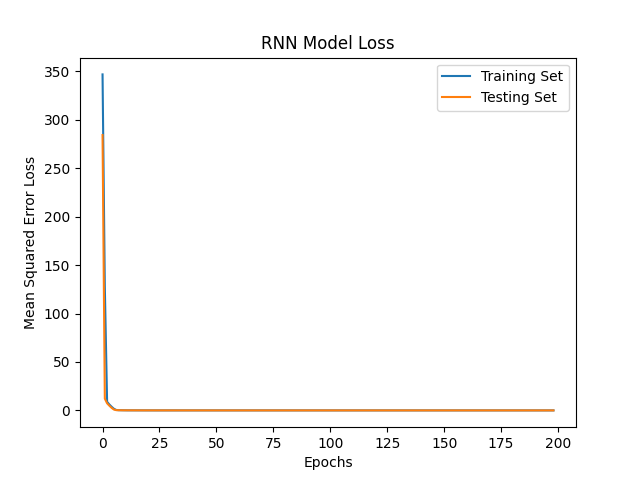 RNN Model Loss
Training Set
Testing Set
350
300
250
200
150
100
50
0
Mean Squared Error Loss
0 25 50 75 100 125 150 175 200
Epochs